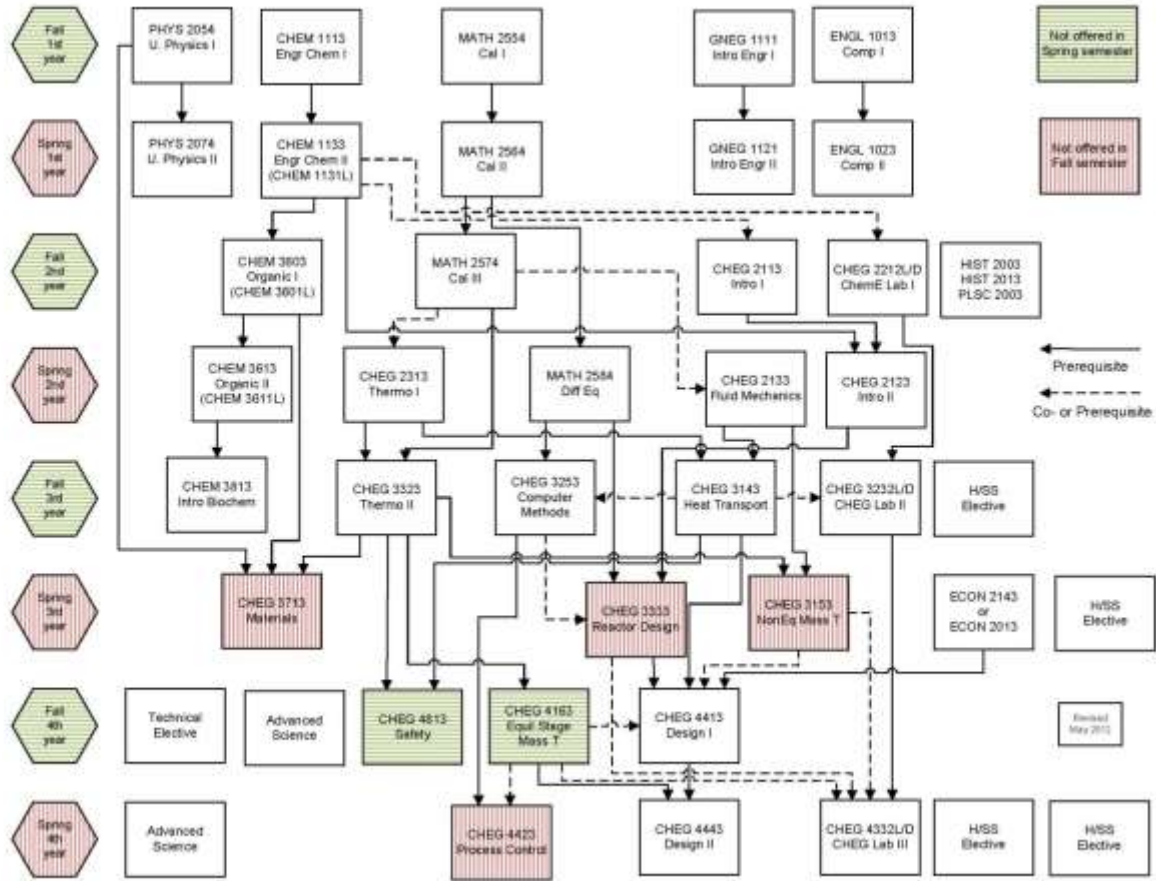 Fall
1st
year
PHYS 2054
U. Physics I
CHEM 1113
Engr Chem I
MATH 2554
Cal I
GNEG 1111
Intro Engr I
ENGL 1013
Comp I
Not offered in
Spring semester
Spring
1st
year
PHYS 2074
U. Physics II
CHEM 1133
Engr Chem II
(CHEM 1131L)
MATH 2564
Cal II
GNEG 1121
Intro Engr II
ENGL 1023
Comp II
Not offered in
Fall semester
Fall
2nd
year
CHEM 3603
Organic I
(CHEM 3601L)
MATH 2574
Cal III
CHEG 2113
Intro I
CHEG 2212L/D
ChemE Lab I
HIST 2003
HIST 2013
PLSC 2003
Spring
2nd
year
CHEM 3613
Organic II
(CHEM 3611L)
CHEG 2313
Thermo I
MATH 2584
Diff Eq
CHEG 2133
Fluid Mechanics
CHEG 2123
Intro II
Prerequisite
Co- or Prerequisite
Fall
3rd
year
CHEM 3813
Intro Biochem
CHEG 3323
Thermo II
CHEG 3253
Computer
Methods
CHEG 3143
Heat Transport
CHEG 3232L/D
CHEG Lab II
H/SS
Elective
Spring
3rd
year
CHEG 3713
Materials
CHEG 3333
Reactor Design
CHEG 3153
NonEq Mass T
ECON 2143
or
ECON 2013
H/SS
Elective
Fall
4th
year
Technical
Elective
Advanced
Science
CHEG 4813
Safety
CHEG 4163
Equil Stage
Mass T
CHEG 4413
Design I
Revised
May 2012
Spring
4th
year
Advanced
Science
CHEG 4423
Process Control
CHEG 4443
Design II
CHEG 4332L/D
CHEG Lab III
H/SS
Elective
H/SS
Elective